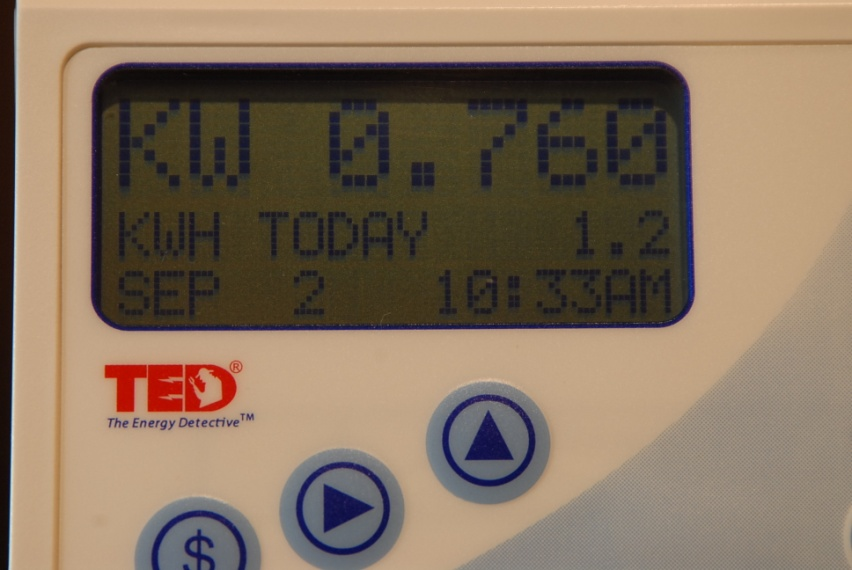 KW 0.760
KWH TODAY 1.2
SEP 2 10:33AM
TED®
The Energy Detective™
$